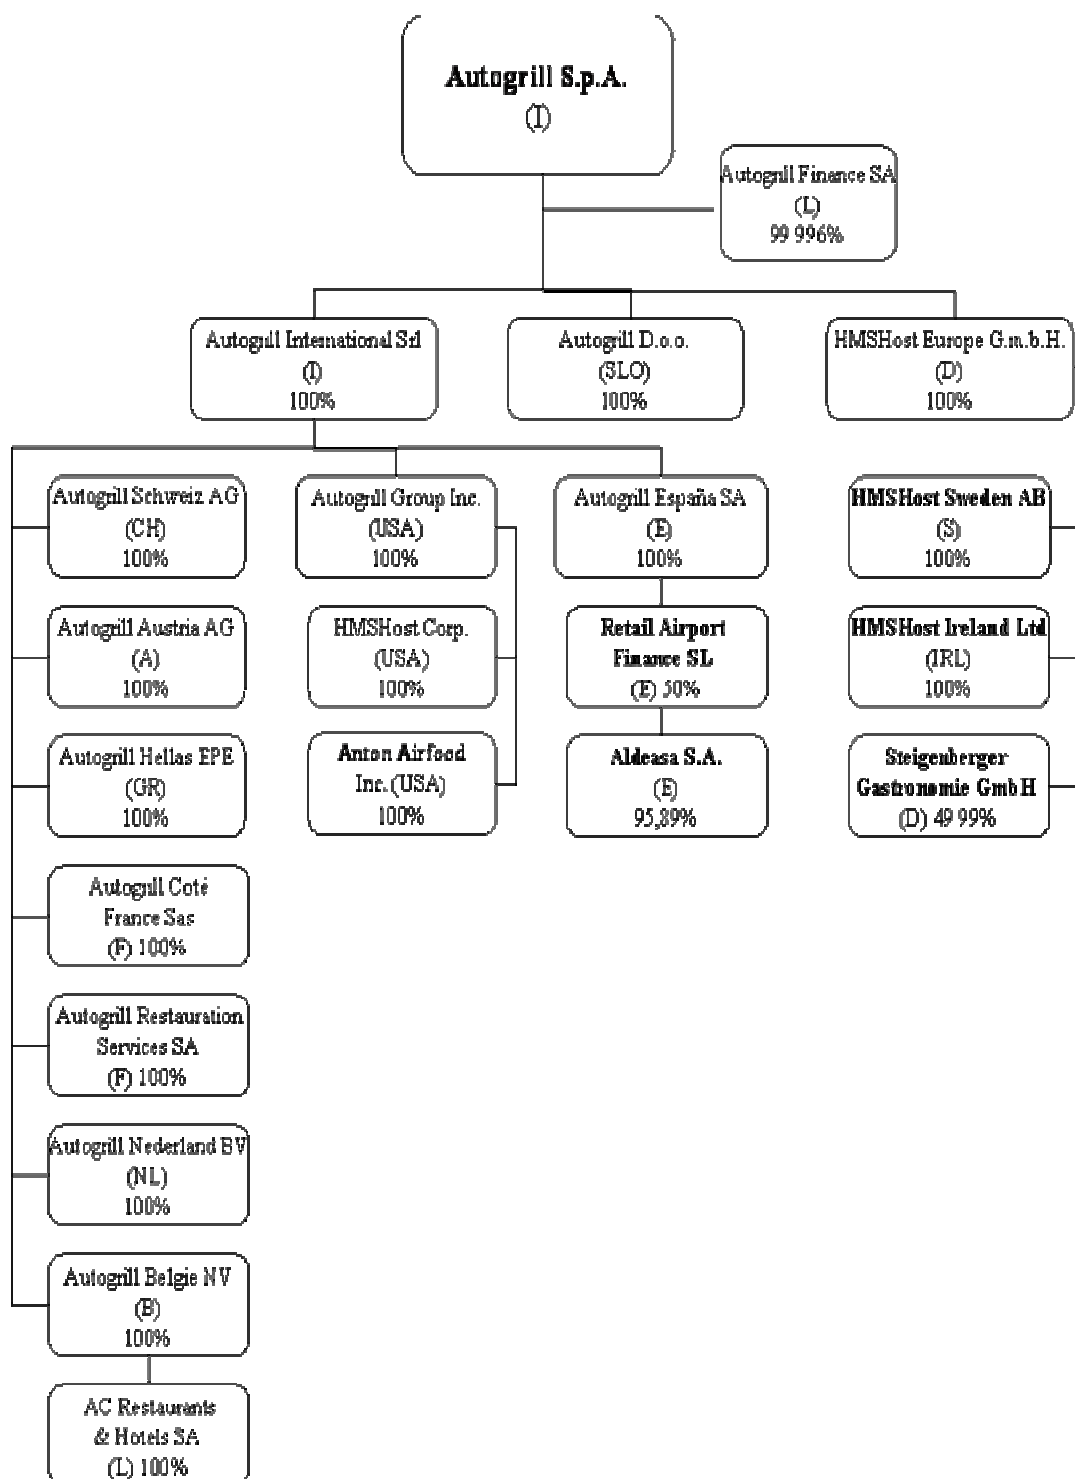 Autogrill S.p.A.
(I)
Autogrill Finance SA
(L)
99 996%
Autogrill International Srl
(I)
100%
Autogrill D.o.o.
(SLO)
100%
HMSHost Europe G.m.b.H.
(D)
100%
Autogrill Schweiz AG
(CH)
100%
Autogrill Group Inc.
(USA)
100%
Autogrill España SA
(E)
100%
HMSHost Sweden AB
(S)
100%
Autogrill Austria AG
(A)
100%
HMSHost Corp.
(USA)
100%
Retail Airport
Finance SL
(E) 50%
HMSHost Ireland Ltd
(IRL)
100%
Autogrill Hellas EPE
(GR)
100%
Anton Airfood
Inc. (USA)
100%
Aldeasa S.A.
(E)
95,89%
Steigenberger
Gastronomie GmbH
(D) 49 99%
Autogrill Coté
France Sas
(F) 100%
Autogrill Restauration
Services SA
(F) 100%
Autogrill Nederland BV
(NL)
100%
Autogrill Belgie NV
(B)
100%
AC Restaurants
& Hotels SA
(L) 100%